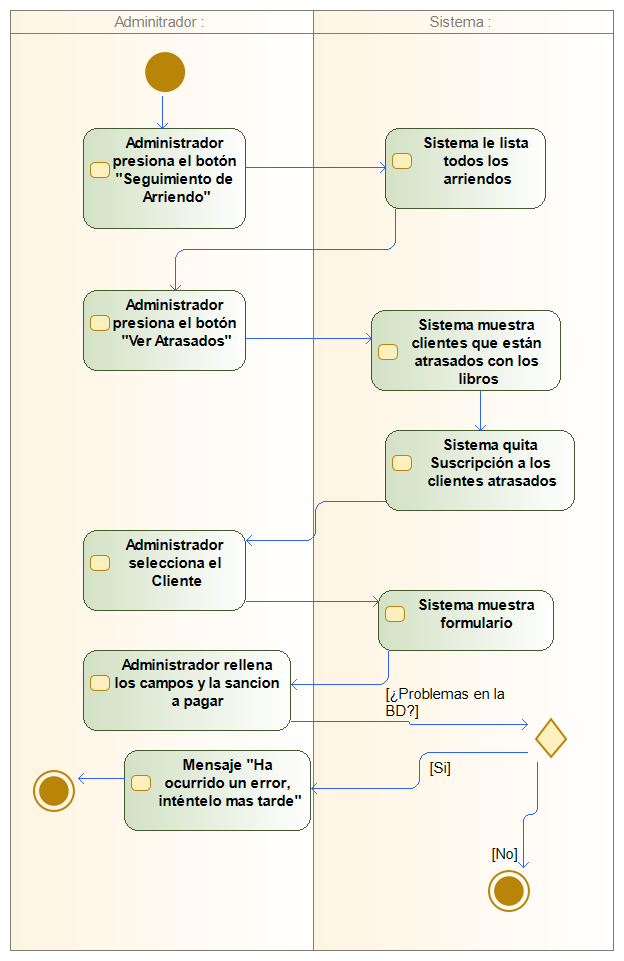 Adminitrador :
Sistema :
Administrador
presiona el botón
"Seguimiento de
Arriendo"
Sistema le lista
todos los
arriendos
Administrador
presiona el botón
"Ver Atrasados"
Sistema muestra
clientes que están
atrasados con los
libros
Sistema quita
Suscripción a los
clientes atrasados
Administrador
selecciona el
Cliente
Sistema muestra
formulario
Administrador rellena
los campos y la sancion
a pagar
[¿Problemas en la
BD?]
Mensaje "Ha
ocurrido un error,
inténtelo mas tarde"
[Si]
[No]